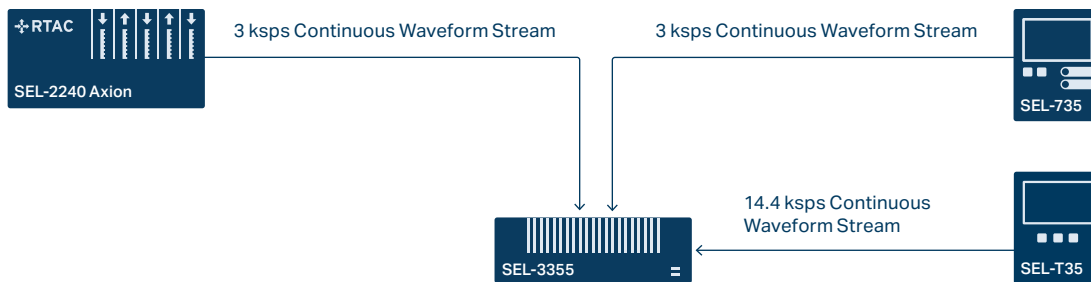 RTAC
SEL-2240 Axion
3 ksps Continuous Waveform Stream
3 ksps Continuous Waveform Stream
SEL-735
14.4 ksps Continuous
Waveform Stream
SEL-3355
SEL-T35